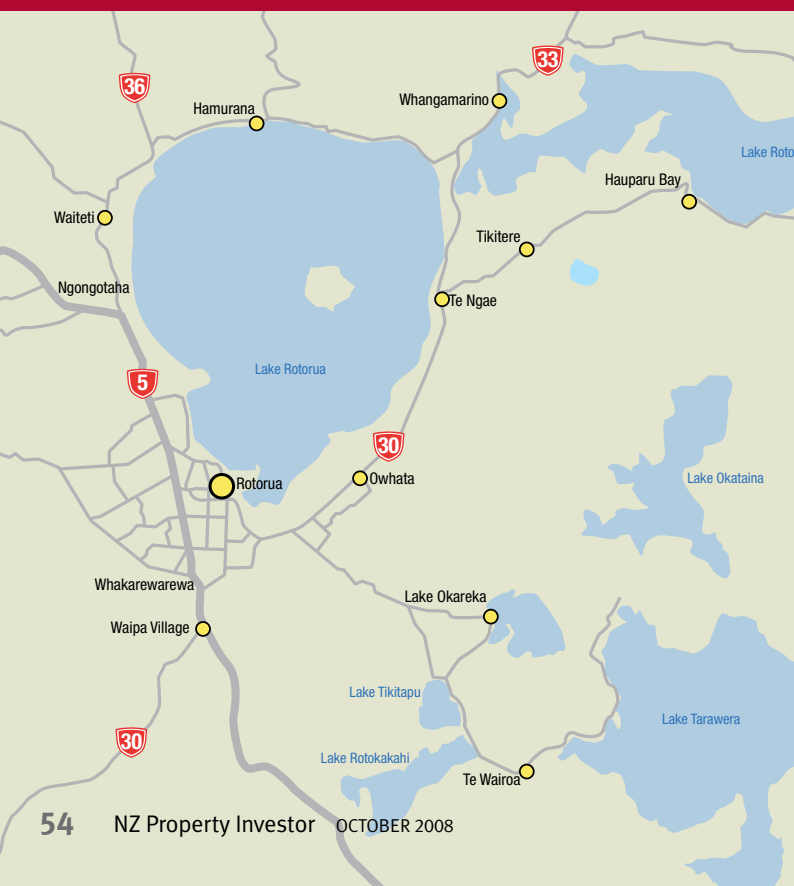 33
36
Whangamarino
Hamurana
Lake Roto
Hauparu Bay
Waiteti
Tikitere
Ngongotaha
Te Ngae
Lake Rotorua
5
30
Rotorua
Owhata
Lake Okataina
Whakarewarewa
Lake Okareka
Waipa Village
Lake Tikitapu
Lake Tarawera
30
Lake Rotokakahi
Te Wairoa
54 NZ Property Investor OCTOBER 2008